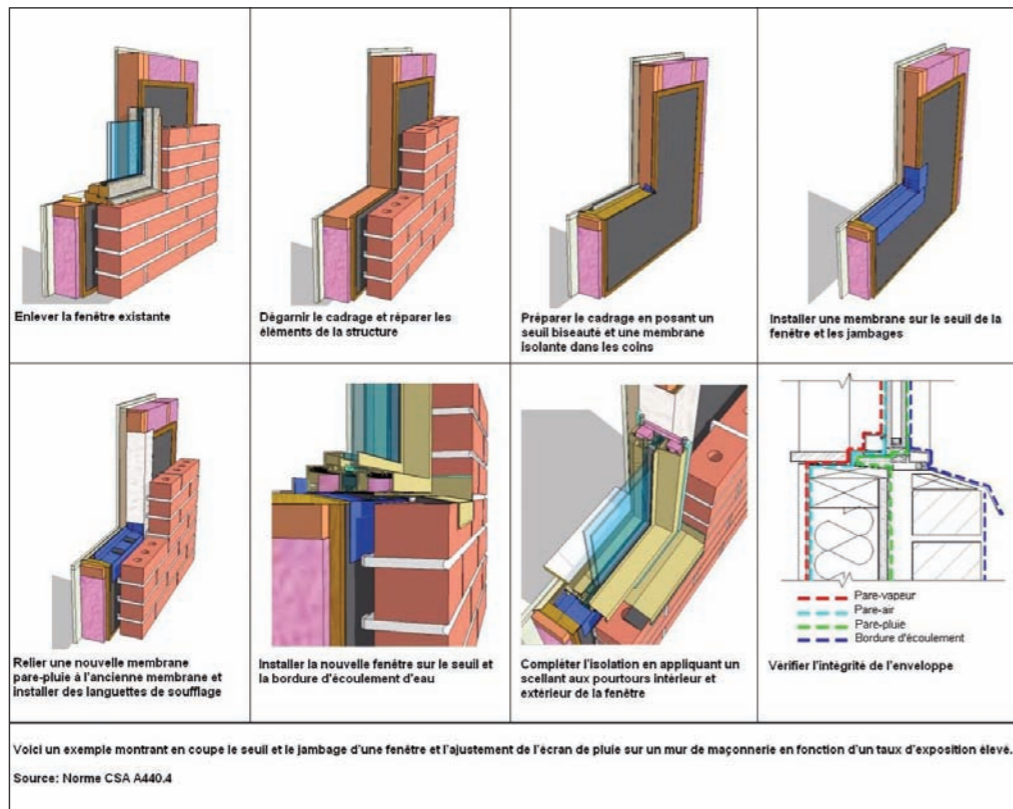 Enlever la fenêtre existante
Dégarnir le cadrage et réparer les
éléments de la structure
Préparer le cadrage en posant un
seuil biseauté et une membrane
isolante dans les coins
Installer une membrane sur le seuil de la
fenêtre et les jambages
Relier une nouvelle membrane
pare-pluie à l'ancienne membrane et
installer des languettes de soufflage
Installer la nouvelle fenêtre sur le seuil et
la bordure d'écoulement d'eau
Compléter l'isolation en appliquant un
scellant aux pourtours intérieur et
extérieur de la fenêtre
Pare-vapeur
Pare-air
Pare-pluie
Bordure d'écoulement
Vérifier l'intégrité de l'enveloppe
Voici un exemple montrant en coupe le seuil et le jambage d'une fenêtre et l'ajustement de l'écran de pluie sur un mur de maçonnerie en fonction d'un taux d'exposition élevé.
Source: Norme CSA A440.4